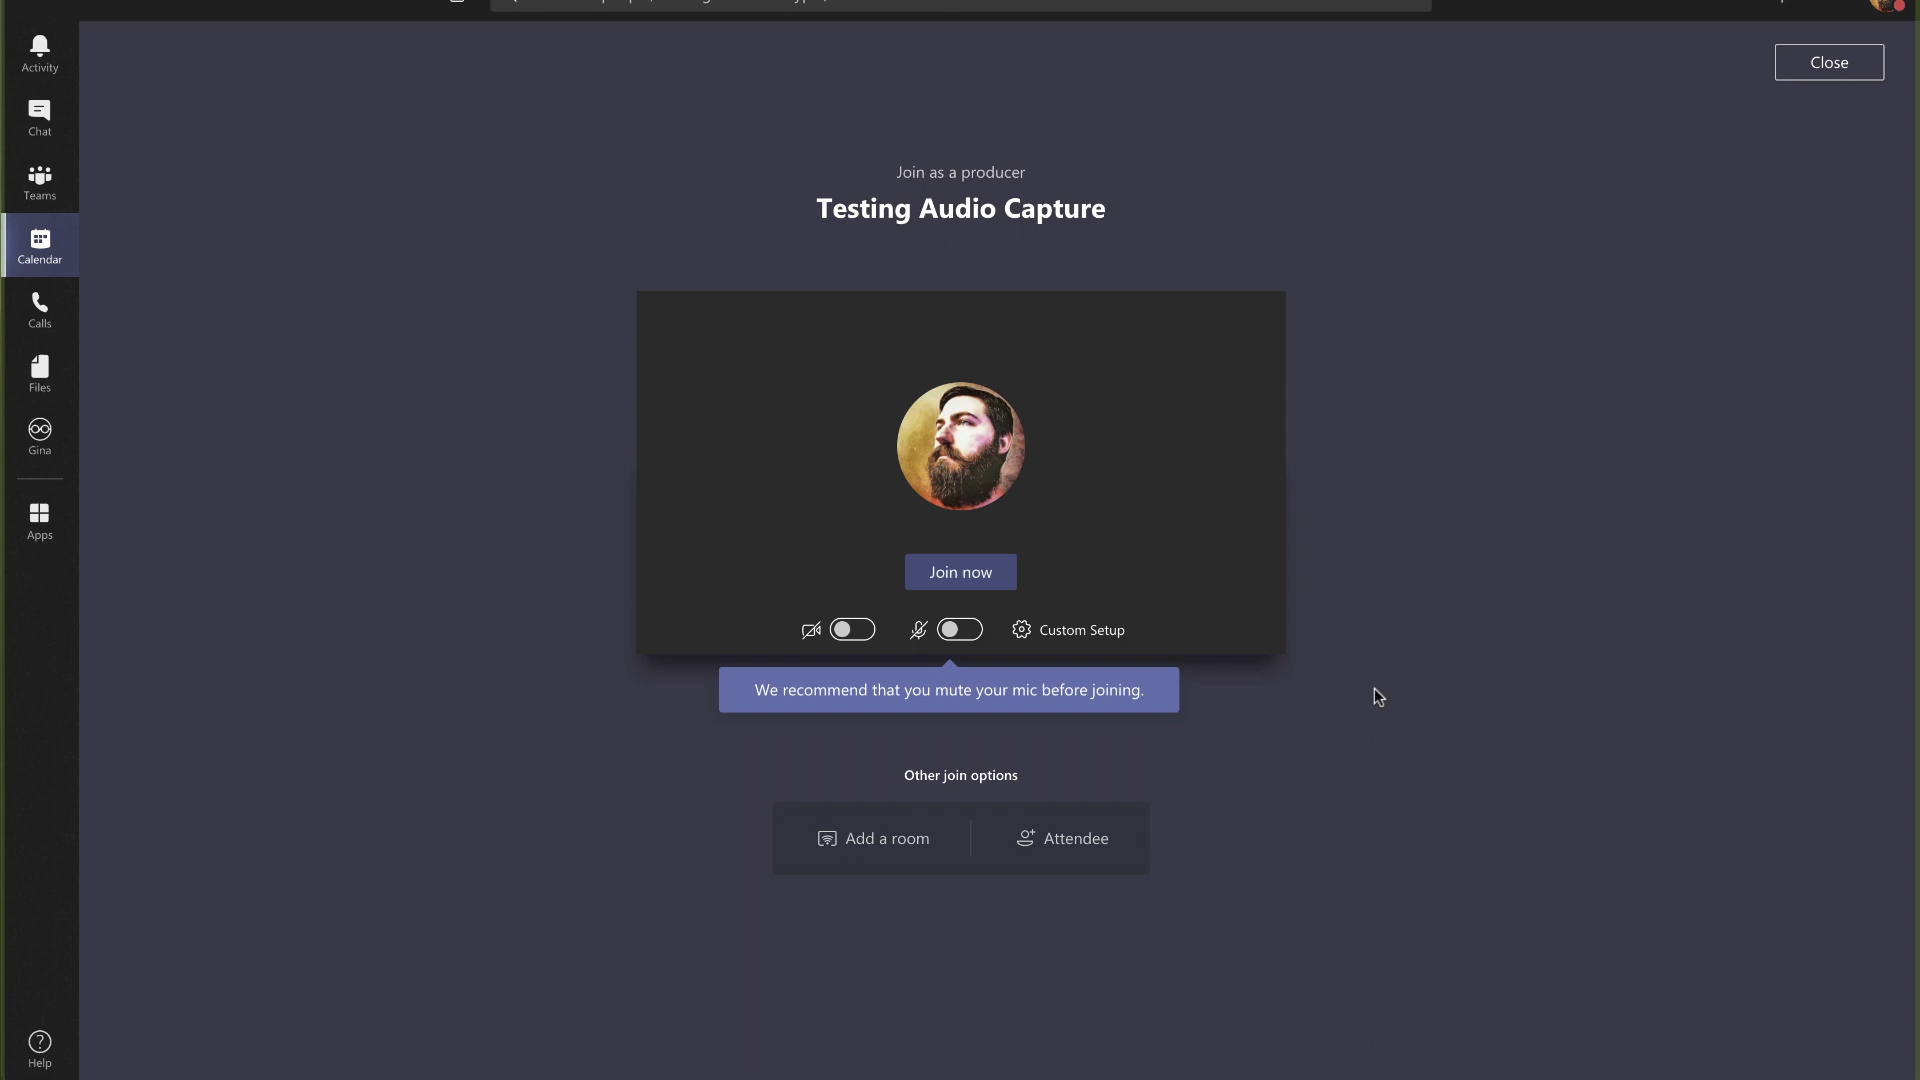 Activity
Chat
Teams
Calendar
Calls
Files
Gina
Apps
Help
Close
Join as a producer
Testing Audio Capture
Join now
Custom Setup
We recommend that you mute your mic before joining.
Other join options
Add a room
Attendee